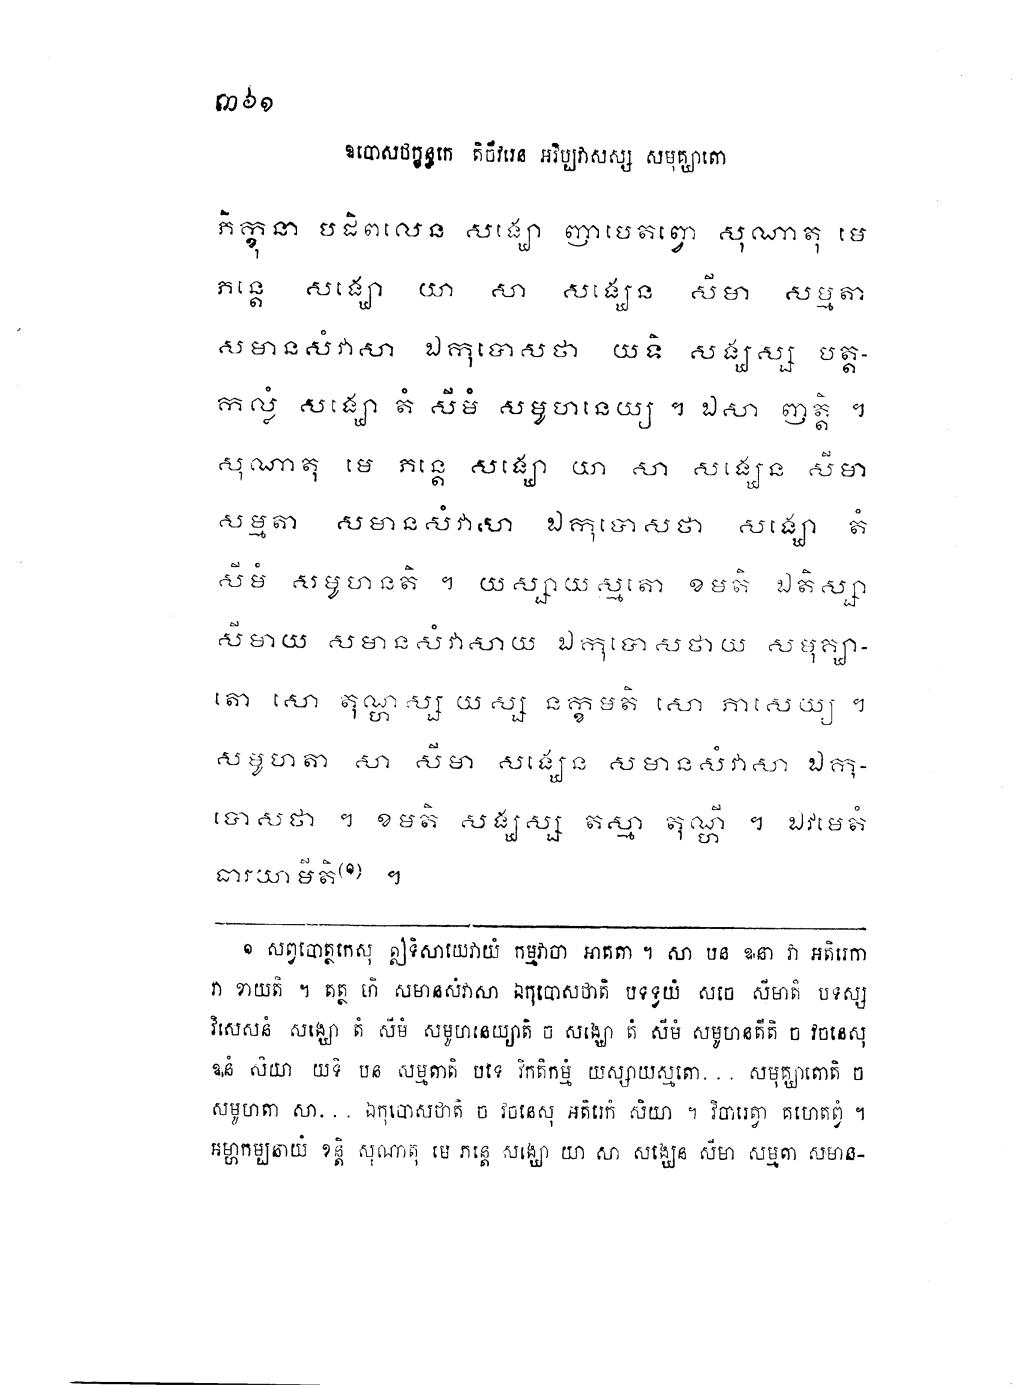 ៣៦១
ឧបោសថក្ខន្ធកេ តិចីវរេន អវិប្បវាសស្ស សមុគ្ឃាតោ
ភិក្ខុនា បដិពលេន សង្ឃោ ញាបេតព្វោ សុណាតុ មេ
ភន្តេ សង្ឃោ យា សា សង្ឃេន សីមា សម្មតា
សមានសំវាសា ឯកុបោសថា យទិ សង្ឃស្ស បត្ត-
កល្លំ សង្ឃោ តំ សីមំ សមូហនេយ្យ ។ ឯសា ញត្តិ ។
សុណាតុ មេ ភន្តេ សង្ឃោ យា សា សង្ឃេន សីមា
សម្មតា សមានសំវាសា ឯកុបោសថា សង្ឃោ តំ
សីមំ សមូហនតិ ។ យស្សាយស្មតោ ខមតិ ឯតិស្សា
សីមាយ សមានសំវាសាយ ឯកុបោសថាយ សមុគ្ឃា-
តោ សោ តុណ្ហស្ស យស្ស នក្ខមតិ សោ ភាសេយ្យ ។
សមូហតា សា សីមា សង្ឃេន សមានសំវាសា ឯកុ-
បោសថា ។ ខមតិ សង្ឃស្ស តស្មា តុណ្ហី ។ ឯវមេតំ
ធារយាមីតិ(១) ។
១ សព្វបោត្ថកេសុ ឦទិសាយេវាយំ កម្មវាចា អាគតា ។ សា បន ឩនា វា អតិរេកា
វា ខាយតិ ។ តត្ថ ហិ សមានសំវាសា ឯកុបោសថាតិ បទទ្វយំ សចេ សីមាតិ បទស្ស
វិសេសនំ សង្ឃោ តំ សីមំ សមូហនេយ្យាតិ ច សង្ឃោ តំ សីមំ សមូហនតីតិ ច វចនេសុ
ឩនំ សិយា យទិ បន សម្មតាតិ បទេ វិកតិកម្មំ យស្សាយស្មតោ... សមុគ្ឃាតោតិ ច
សមូហតា សា... ឯកុបោសថាតិ ច វចនេសុ អតិរេកំ សិយា ។ វិចារេត្វា គហេតព្វំ ។
អម្ហាកម្បនាយំ ខន្តិ សុណាតុ មេ ភន្តេ សង្ឃោ យា សា សង្ឃេន សីមា សម្មតា សមាន-